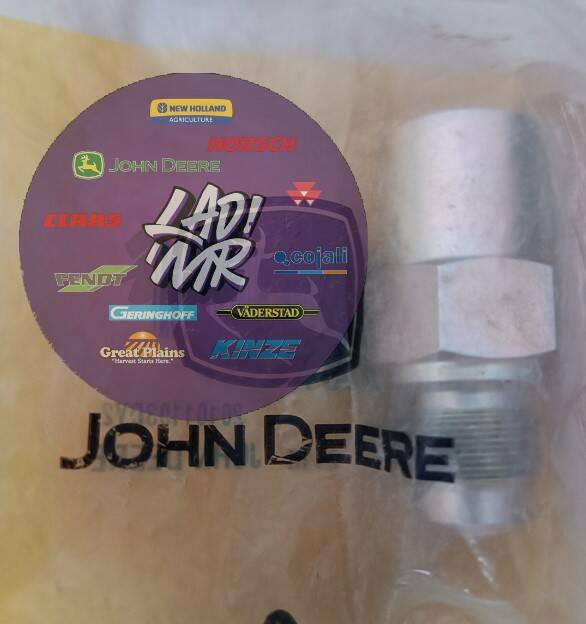 NEW HOLLAND
AGRICULTURE
HORSCH
JOHN DEERE
CLAAS
LAD!
'MR
cojali
FENDT
GERINGHOFF
VÄDERSTAD
Great Plains
"Harvest Starts Here."
KINZE
JOHN DEERE